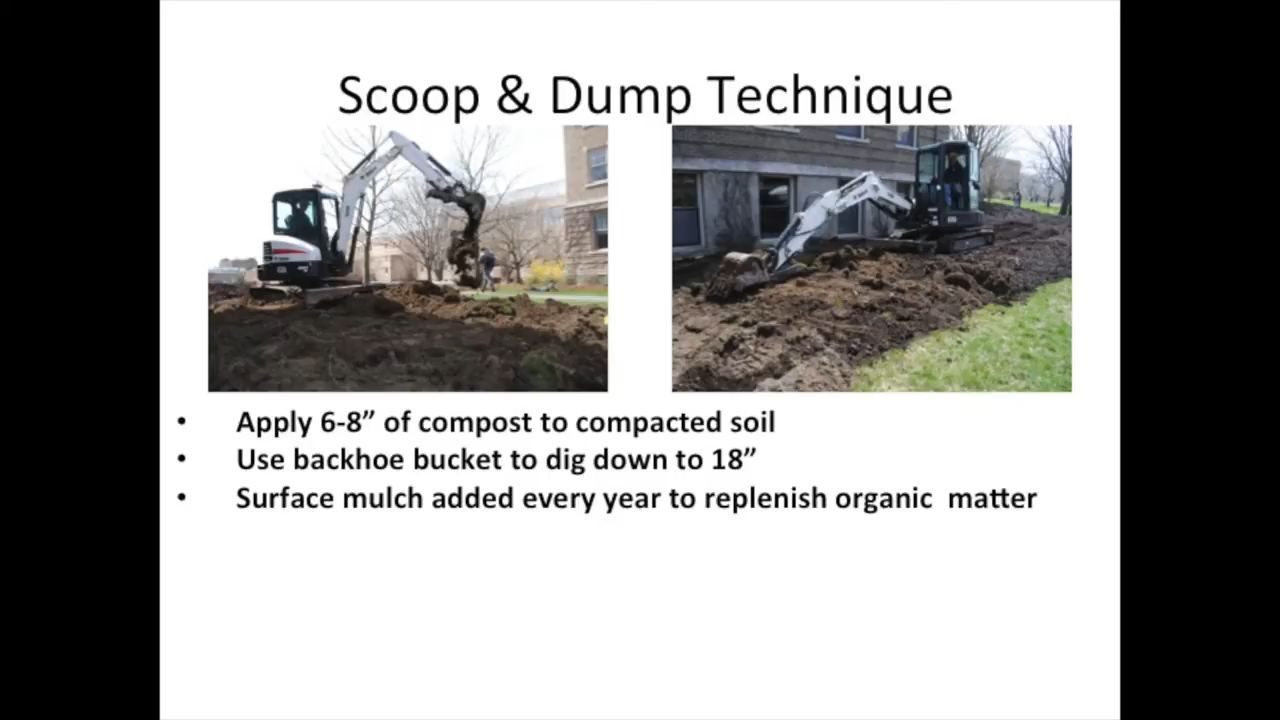 Scoop & Dump Technique
• Apply 6-8” of compost to compacted soil
• Use backhoe bucket to dig down to 18”
• Surface mulch added every year to replenish organic  matter